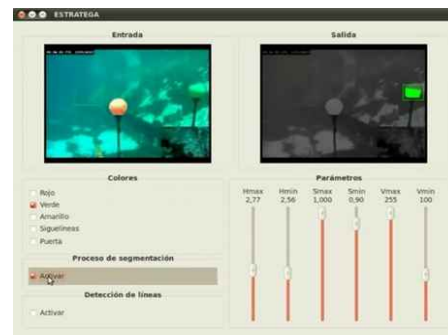 ESTRATEGA
Entrada
Salida
Colores
Rojo
Verde
Amarillo
Siguelineas
Puerta
Proceso de segmentación
Activar
Detección de líneas
Activar
Parámetros
Hmax Hmin Smax Smin Vmax Vmin
2,77 2,56 1,000 0,90 255 100